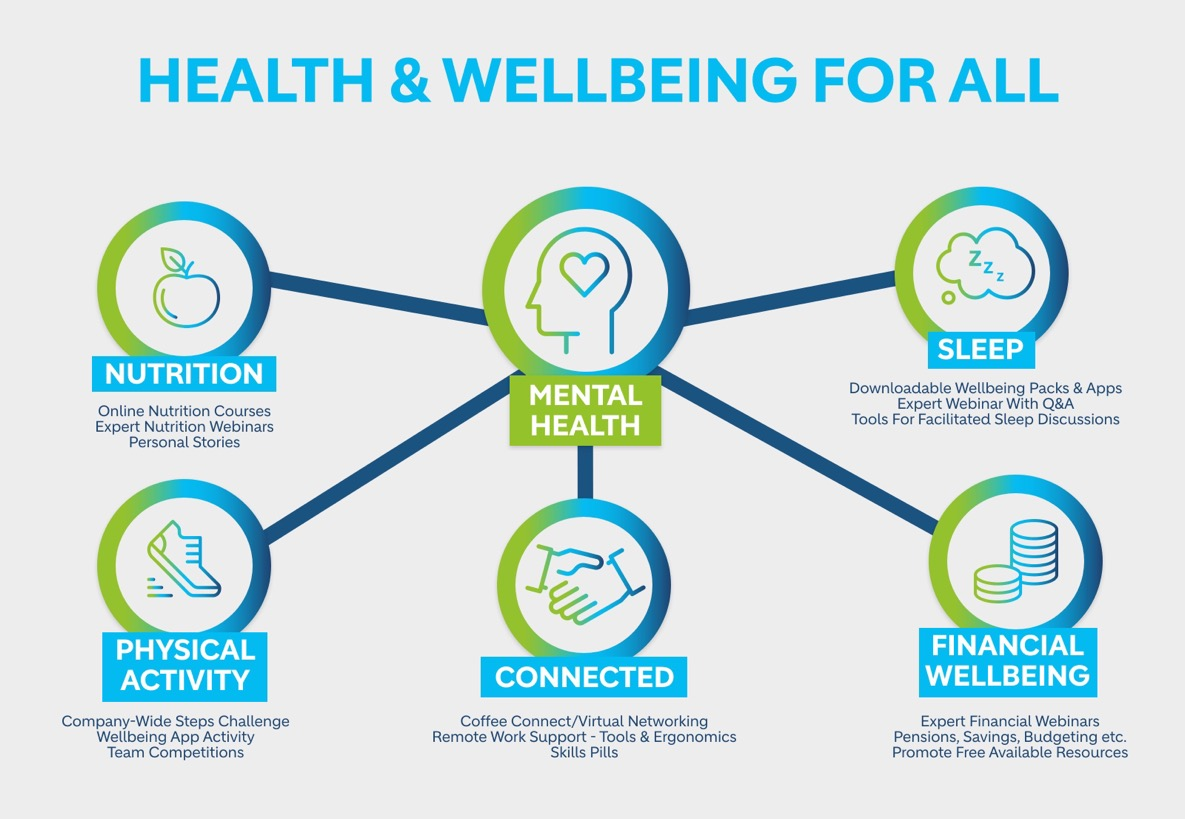 HEALTH & WELLBEING FOR ALL
NUTRITION
Online Nutrition Courses
Expert Nutrition Webinars
Personal Stories
MENTAL
HEALTH
Z
Z
Z
SLEEP
Downloadable Wellbeing Packs & Apps
Expert Webinar With Q&A
Tools For Facilitated Sleep Discussions
PHYSICAL
ACTIVITY
Company-Wide Steps Challenge
Wellbeing App Activity
Team Competitions
CONNECTED
Coffee Connect/Virtual Networking
Remote Work Support - Tools & Ergonomics
Skills Pills
FINANCIAL
WELLBEING
Expert Financial Webinars
Pensions, Savings, Budgeting etc.
Promote Free Available Resources